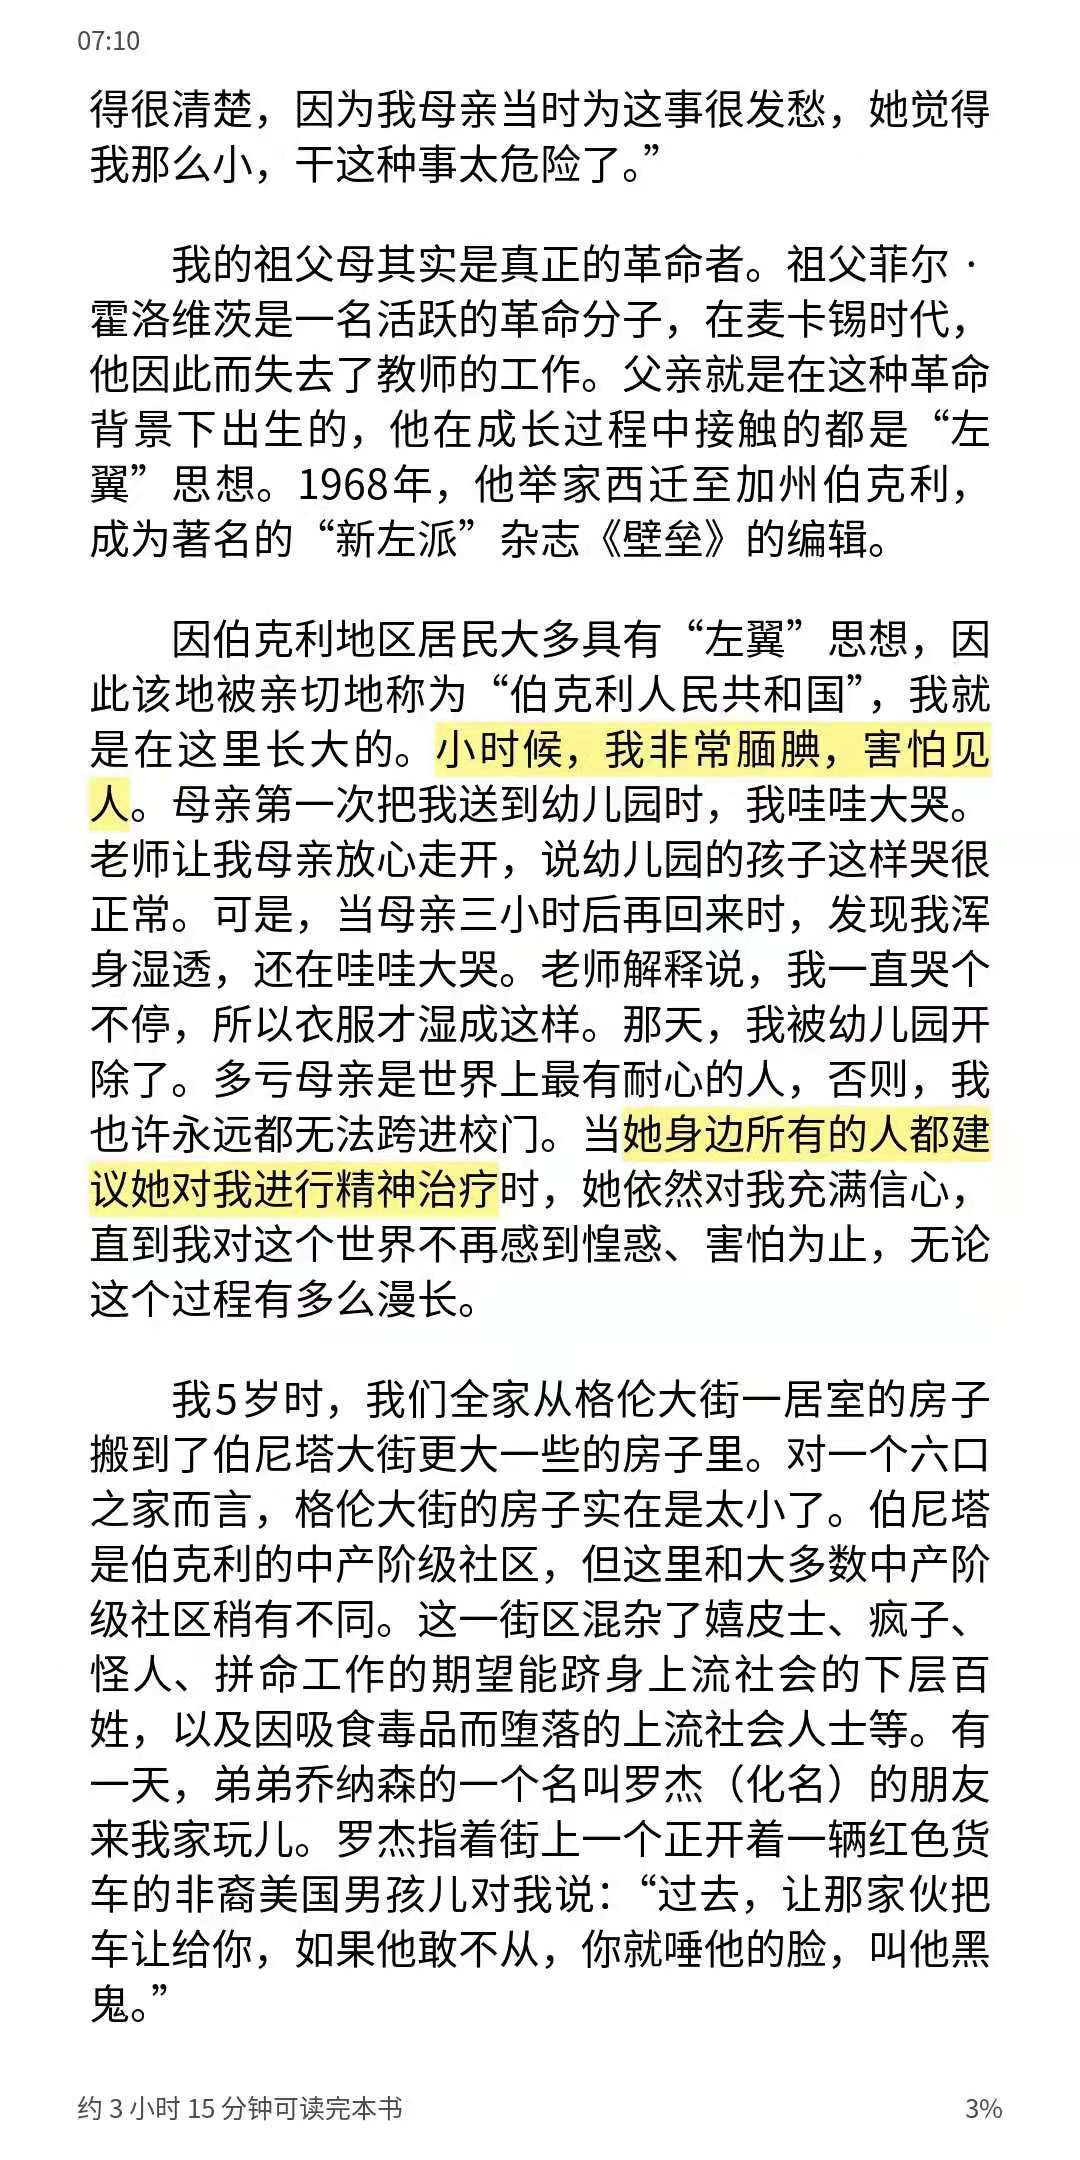 07:10
得很清楚，因为我母亲当时为这事很发愁，她觉得
我那么小，干这种事太危险了。”
我的祖父母其实是真正的革命者。祖父菲尔·
霍洛维茨是一名活跃的革命分子，在麦卡锡时代，
他因此而失去了教师的工作。父亲就是在这种革命
背景下出生的，他在成长过程中接触的都是“左
翼”思想。1968年，他举家西迁至加州伯克利，
成为著名的“新左派”杂志《壁垒》的编辑。
因伯克利地区居民大多具有“左翼”思想，因
此该地被亲切地称为“伯克利人民共和国”，我就
是在这里长大的。小时候，我非常腼腆，害怕见
人。母亲第一次把我送到幼儿园时，我哇哇大哭。
老师让我母亲放心走开，说幼儿园的孩子这样哭很
正常。可是，当母亲三小时后再回来时，发现我浑
身湿透，还在哇哇大哭。老师解释说，我一直哭个
不停，所以衣服才湿成这样。那天，我被幼儿园开
除了。多亏母亲是世界上最有耐心的人，否则，我
也许永远都无法跨进校门。当她身边所有的人都建
议她对我进行精神治疗时，她依然对我充满信心，
直到我对这个世界不再感到惶惑、害怕为止，无论
这个过程有多么漫长。
我5岁时，我们全家从格伦大街一居室的房子
搬到了伯尼塔大街更大一些的房子里。对一个六口
之家而言，格伦大街的房子实在是太小了。伯尼塔
是伯克利的中产阶级社区，但这里和大多数中产阶
级社区稍有不同。这一街区混杂了嬉皮士、疯子、
怪人、拼命工作的期望能跻身上流社会的下层百
姓，以及因吸食毒品而堕落的上流社会人士等。有
一天，弟弟乔纳森的一个名叫罗杰（化名）的朋友
来我家玩儿。罗杰指着街上一个正开着一辆红色货
车的非裔美国男孩儿对我说：“过去，让那家伙把
车让给你，如果他敢不从，你就唾他的脸，叫他黑
鬼。”
约 3 小时 15 分钟可读完本书
3%